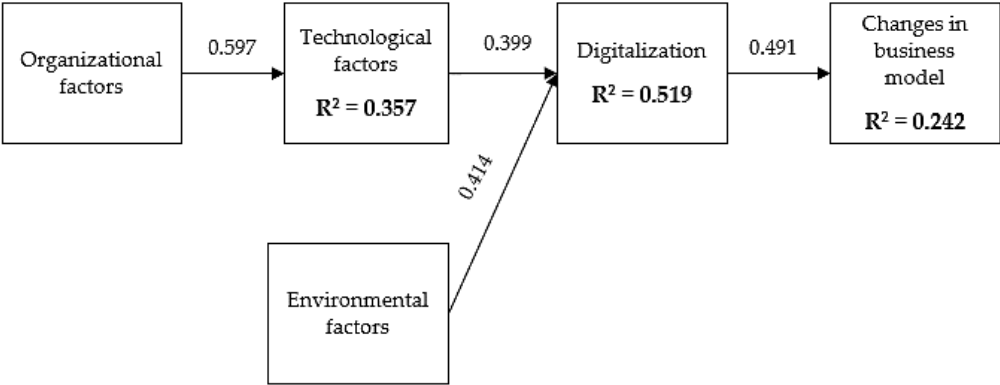 Organizational
factors
0.597
Technological
factors
R² = 0.357
0.399
Digitalization
R² = 0.519
0.491
Changes in
business
model
R² = 0.242
0.414
Environmental
factors